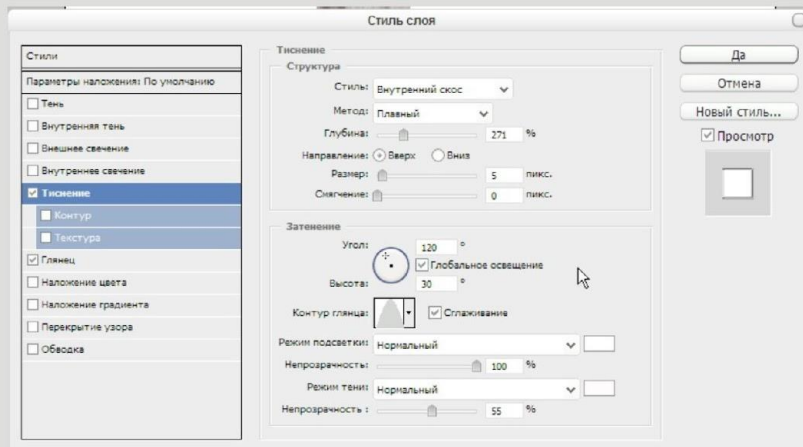 Стиль слоя
Стили
Параметры наложения: По умолчанию
Тень
Внутренняя тень
Внешнее свечение
Внутреннее свечение
Тиснение
Контур
Текстура
Глянец
Наложение цвета
Наложение градиента
Перекрытие узора
Обводка
Тиснение
Структура
Стиль: Внутренний скос
Метод: Плавный
Глубина: 271 %
Направление: Вверх Вниз
Размер: 5 пикс.
Смягчение: 0 пикс.
Затенение
Угол: 120 °
Глобальное освещение
Высота: 30 °
Контур глянца: Сглаживание
Режим подсветки: Нормальный
Непрозрачность: 100 %
Режим тени: Нормальный
Непрозрачность : 55 %
Да
Отмена
Новый стиль...
Просмотр